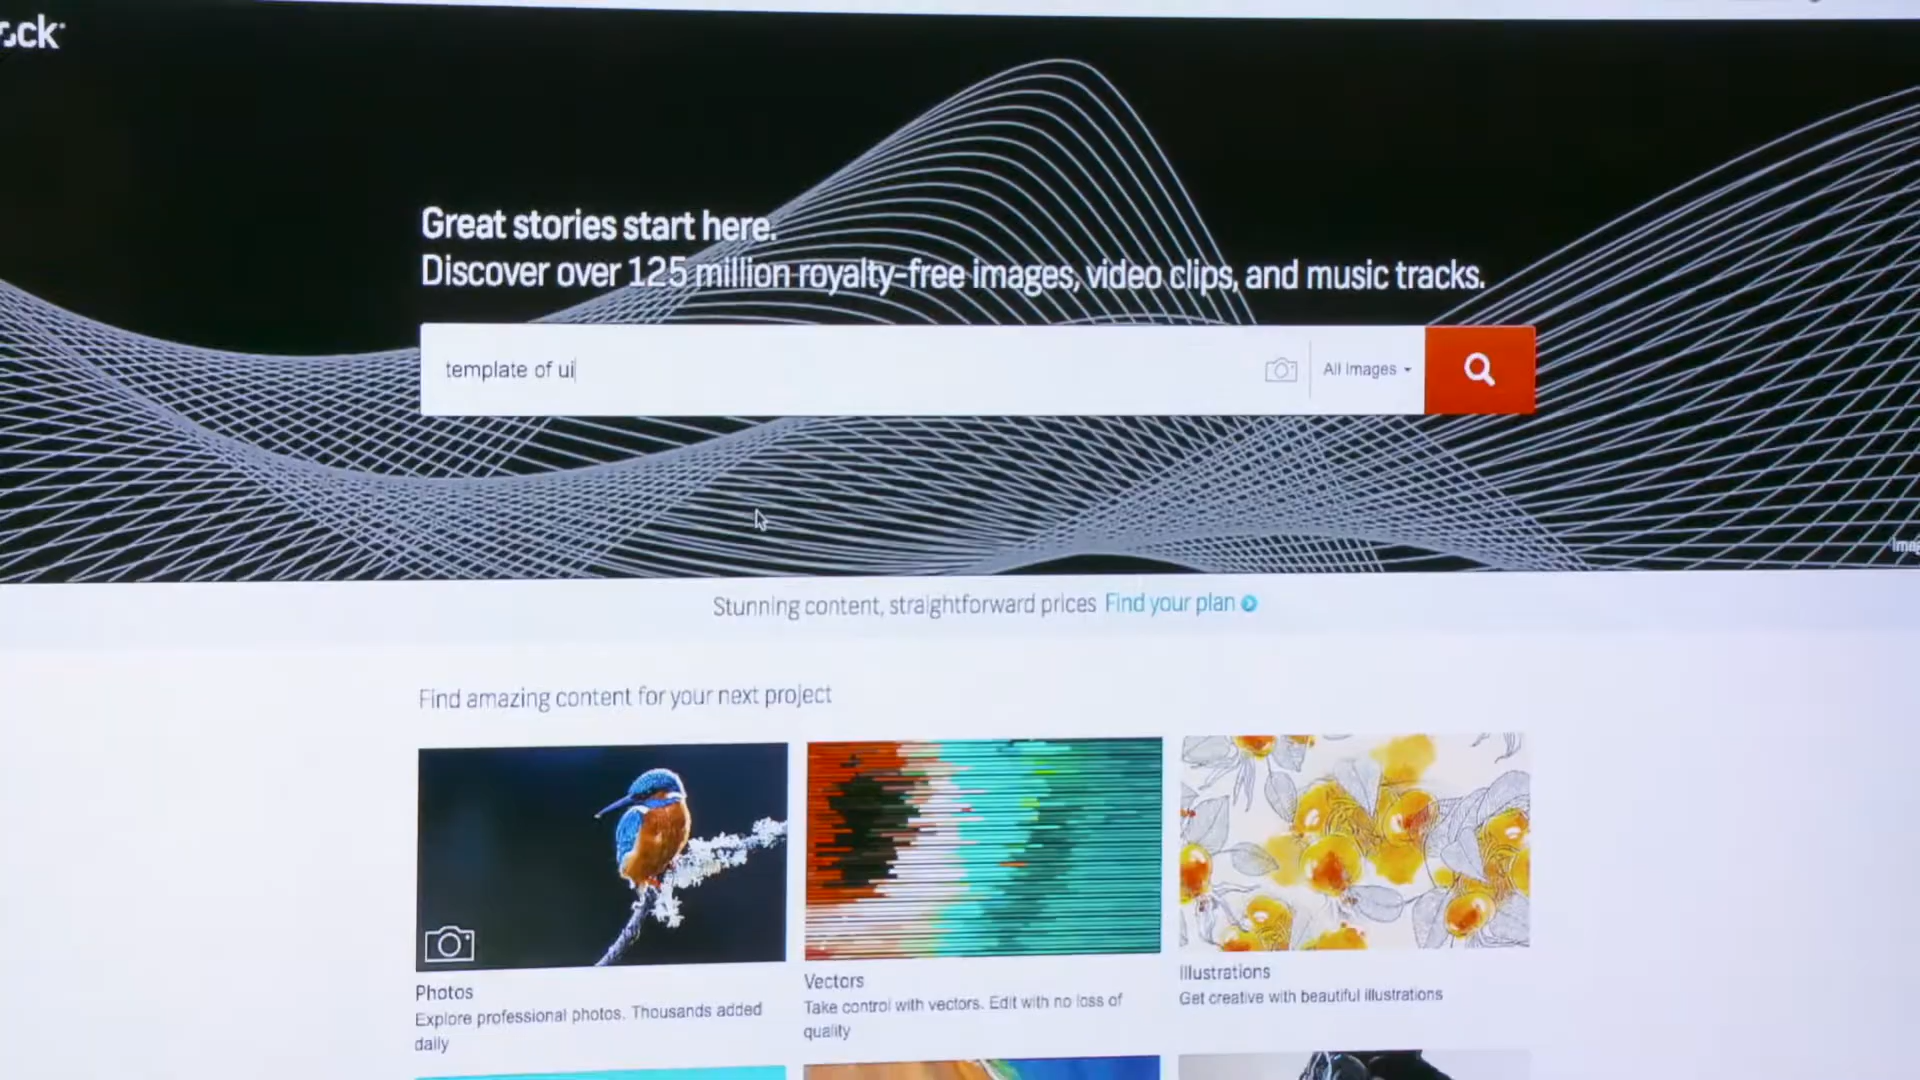 ock
Great stories start here.
Discover over 125 million royalty-free images, video clips, and music tracks.
template of ui
All Images
Stunning content, straightforward prices Find your plan
Find amazing content for your next project
Photos
Explore professional photos. Thousands added
daily
Vectors
Take control with vectors. Edit with no loss of
quality
Illustrations
Get creative with beautiful illustrations